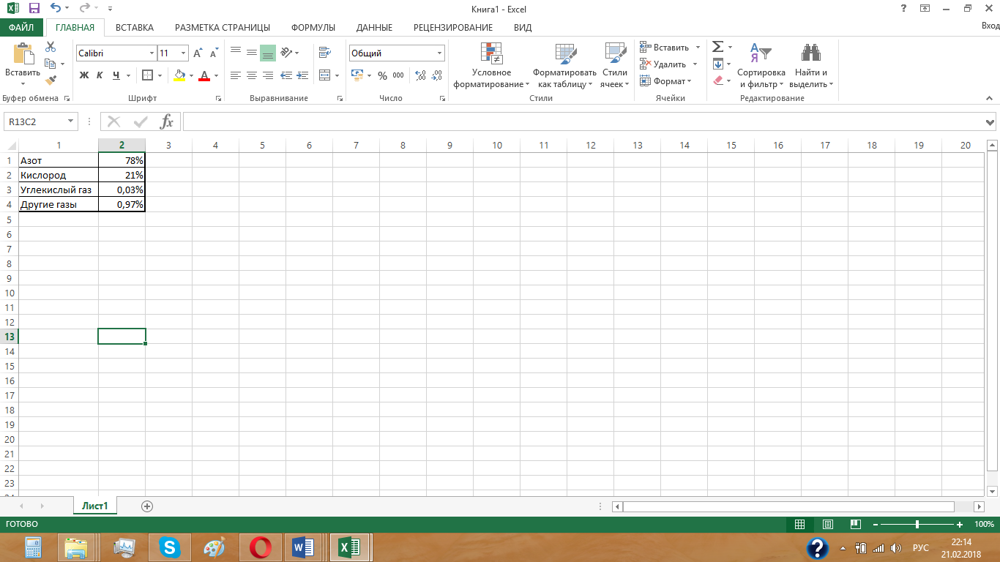 Книга1 - Excel
ФАЙЛ ГЛАВНАЯ ВСТАВКА РАЗМЕТКА СТРАНИЦЫ ФОРМУЛЫ ДАННЫЕ РЕЦЕНЗИРОВАНИЕ ВИД Вход
Вставить
Буфер обмена
Calibri 11
Ж К Ч А
Шрифт
Выравнивание
Общий
% 000
Число
Условное форматирование
Форматировать как таблицу
Стили ячеек
Стили
Вставить
Удалить
Формат
Ячейки
Сортировка и фильтр
Найти и выделить
Редактирование
R13C2 fx
1 2 3 4 5 6 7 8 9 10 11 12 13 14 15 16 17 18 19 20
1 Азот 78%
2 Кислород 21%
3 Углекислый газ 0,03%
4 Другие газы 0,97%
5
6
7
8
9
10
11
12
13
14
15
16
17
18
19
20
21
22
23
Лист1
ГОТОВО 100%
РУС 22:14
21.02.2018